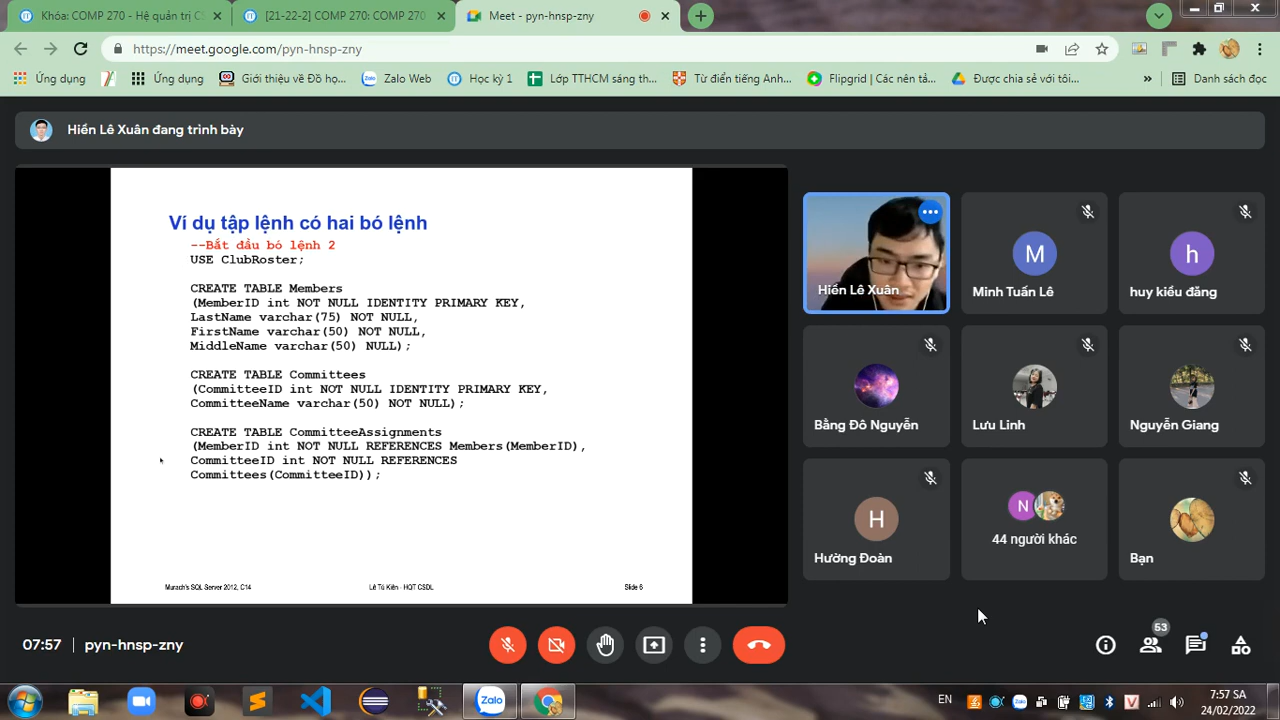 Khóa: COMP 270 - Hệ quản trị CS
[21-22-2] COMP 270: COMP 270
Meet - pyn-hnsp-zny
https://meet.google.com/pyn-hnsp-zny
Ứng dụng
Ứng dụng
Giới thiệu về Đồ họ...
Zalo Web
Học kỳ 1
Lớp TTHCM sáng th...
Từ điển tiếng Anh...
Flipgrid | Các nền tả...
Được chia sẻ với tôi...
»
Danh sách đọc
Hiển Lê Xuân đang trình bày
Ví dụ tập lệnh có hai bó lệnh
--Bắt đầu bó lệnh 2
USE ClubRoster;
CREATE TABLE Members
(MemberID int NOT NULL IDENTITY PRIMARY KEY,
LastName varchar(75) NOT NULL,
FirstName varchar(50) NOT NULL,
MiddleName varchar(50) NULL);
CREATE TABLE Committees
(CommitteeID int NOT NULL IDENTITY PRIMARY KEY,
CommitteeName varchar(50) NOT NULL);
CREATE TABLE CommitteeAssignments
(MemberID int NOT NULL REFERENCES Members(MemberID),
CommitteeID int NOT NULL REFERENCES
Committees(CommitteeID));
Murach's SQL Server 2012, C14
Lê Tú Kiên - HQT CSDL
Slide 6
Hiển Lê Xuân
M
Minh Tuấn Lê
h
huy kiều đăng
Bằng Đô Nguyễn
Lưu Linh
Nguyễn Giang
H
Hường Đoàn
N
44 người khác
Bạn
07:57 | pyn-hnsp-zny
53
Zalo
EN
V
7:57 SA
24/02/2022